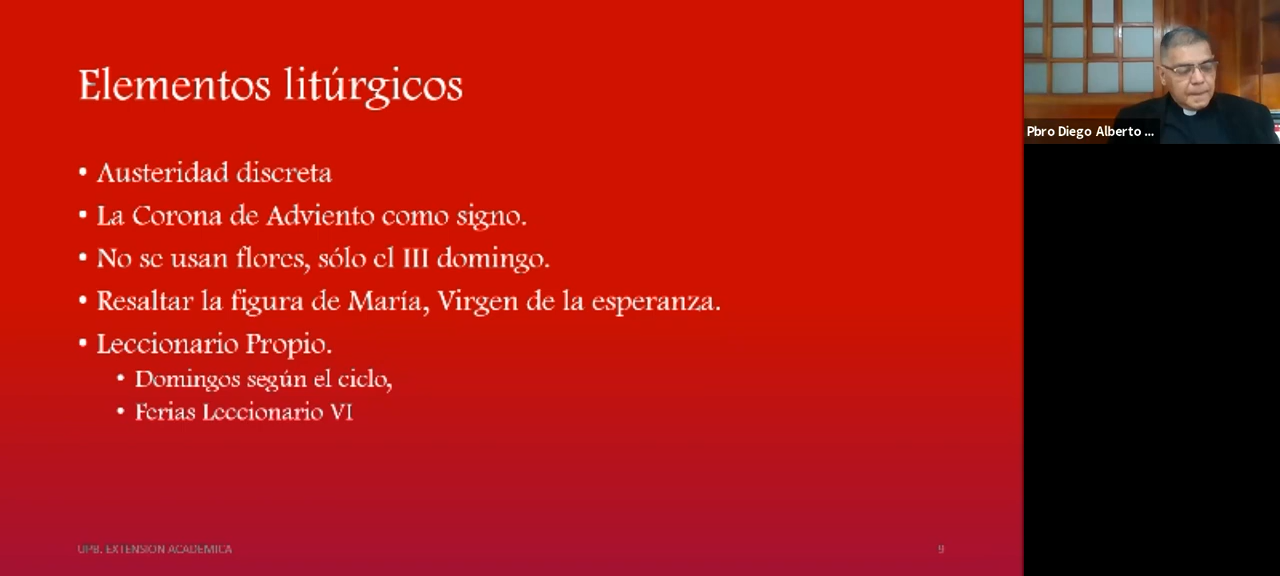 Elementos litúrgicos
• Austeridad discreta
• La Corona de Adviento como signo.
• No se usan flores, sólo el III domingo.
• Resaltar la figura de María, Virgen de la esperanza.
• Leccionario Propio.
• Domingos según el ciclo,
• Ferias Leccionario VI
UPB. EXTENSION ACADEMICA
9
Pbro Diego Alberto ...